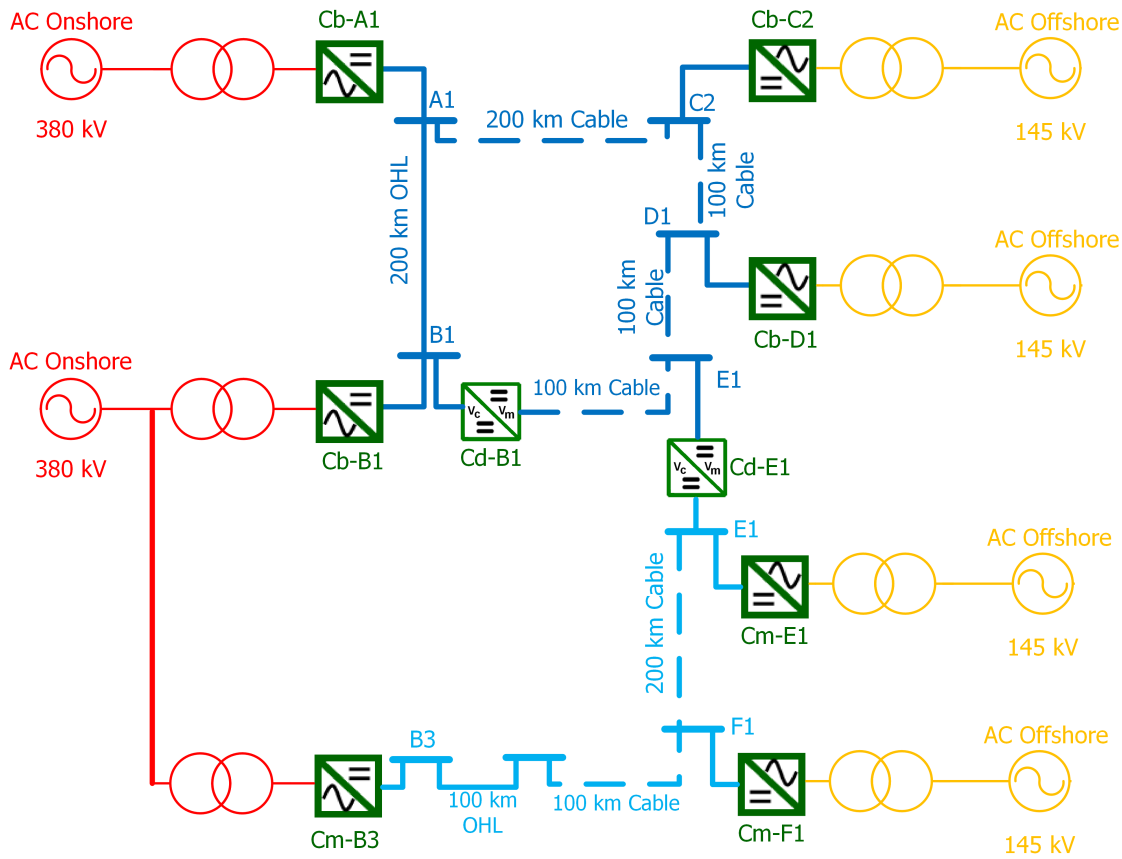 AC Onshore
Cb-A1
Cb-C2
AC Offshore
380 kV
A1
200 km Cable
C2
145 kV
200 km OHL
100 km
Cable
D1
AC Offshore
100 km
Cable
Cb-D1
145 kV
AC Onshore
B1
E1
100 km Cable
Vc
Vm
380 kV
Cb-B1
Cd-B1
Vc
Vm
Cd-E1
E1
AC Offshore
200 km Cable
Cm-E1
145 kV
B3
F1
AC Offshore
100 km
OHL
100 km Cable
Cm-B3
Cm-F1
145 kV